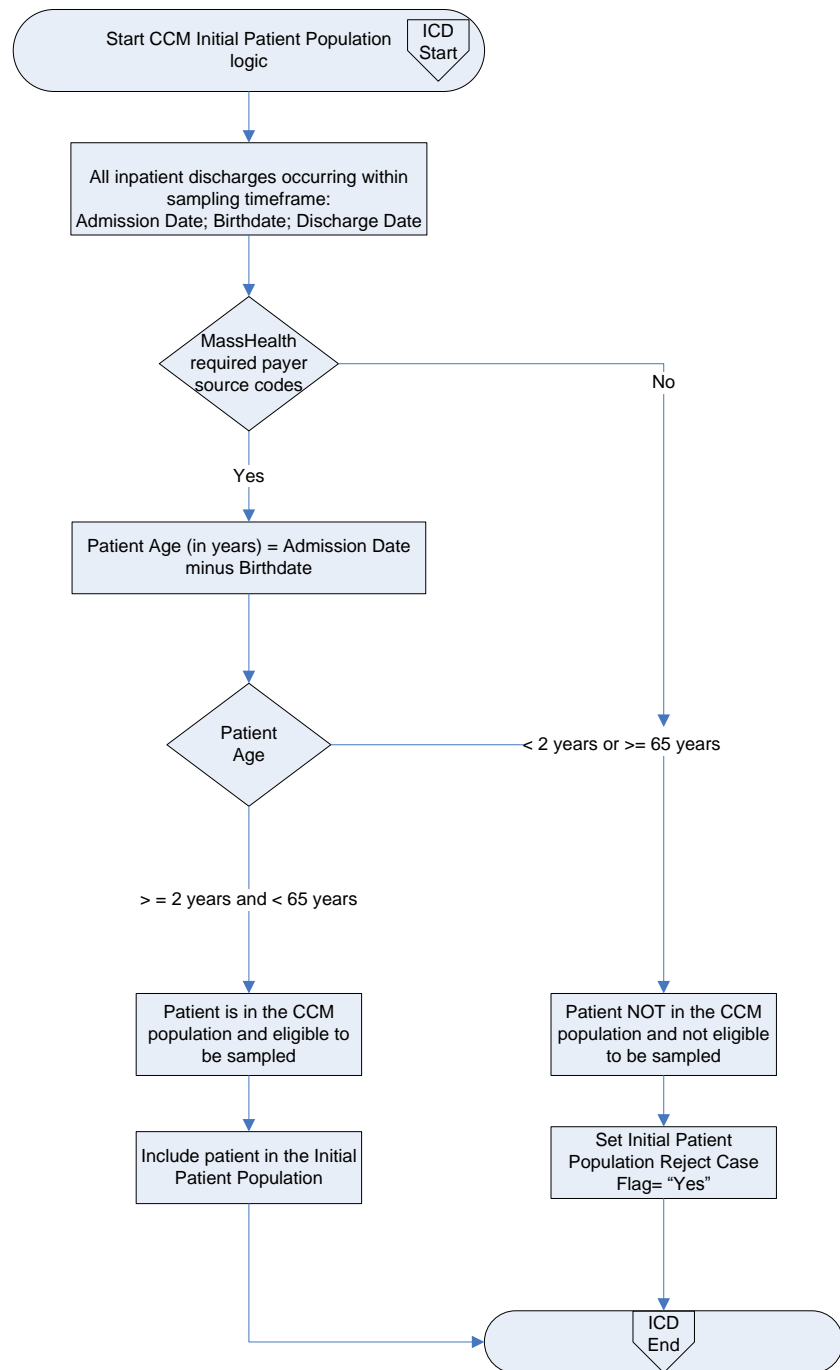 Start CCM Initial Patient Population
logic
ICD
Start
All inpatient discharges occurring within
sampling timeframe:
Admission Date; Birthdate; Discharge Date
MassHealth
required payer
source codes
No
Yes
Patient Age (in years) = Admission Date
minus Birthdate
Patient
Age
< 2 years or >= 65 years
> = 2 years and < 65 years
Patient is in the CCM
population and eligible to
be sampled
Patient NOT in the CCM
population and not eligible
to be sampled
Include patient in the Initial
Patient Population
Set Initial Patient
Population Reject Case
Flag= “Yes”
ICD
End